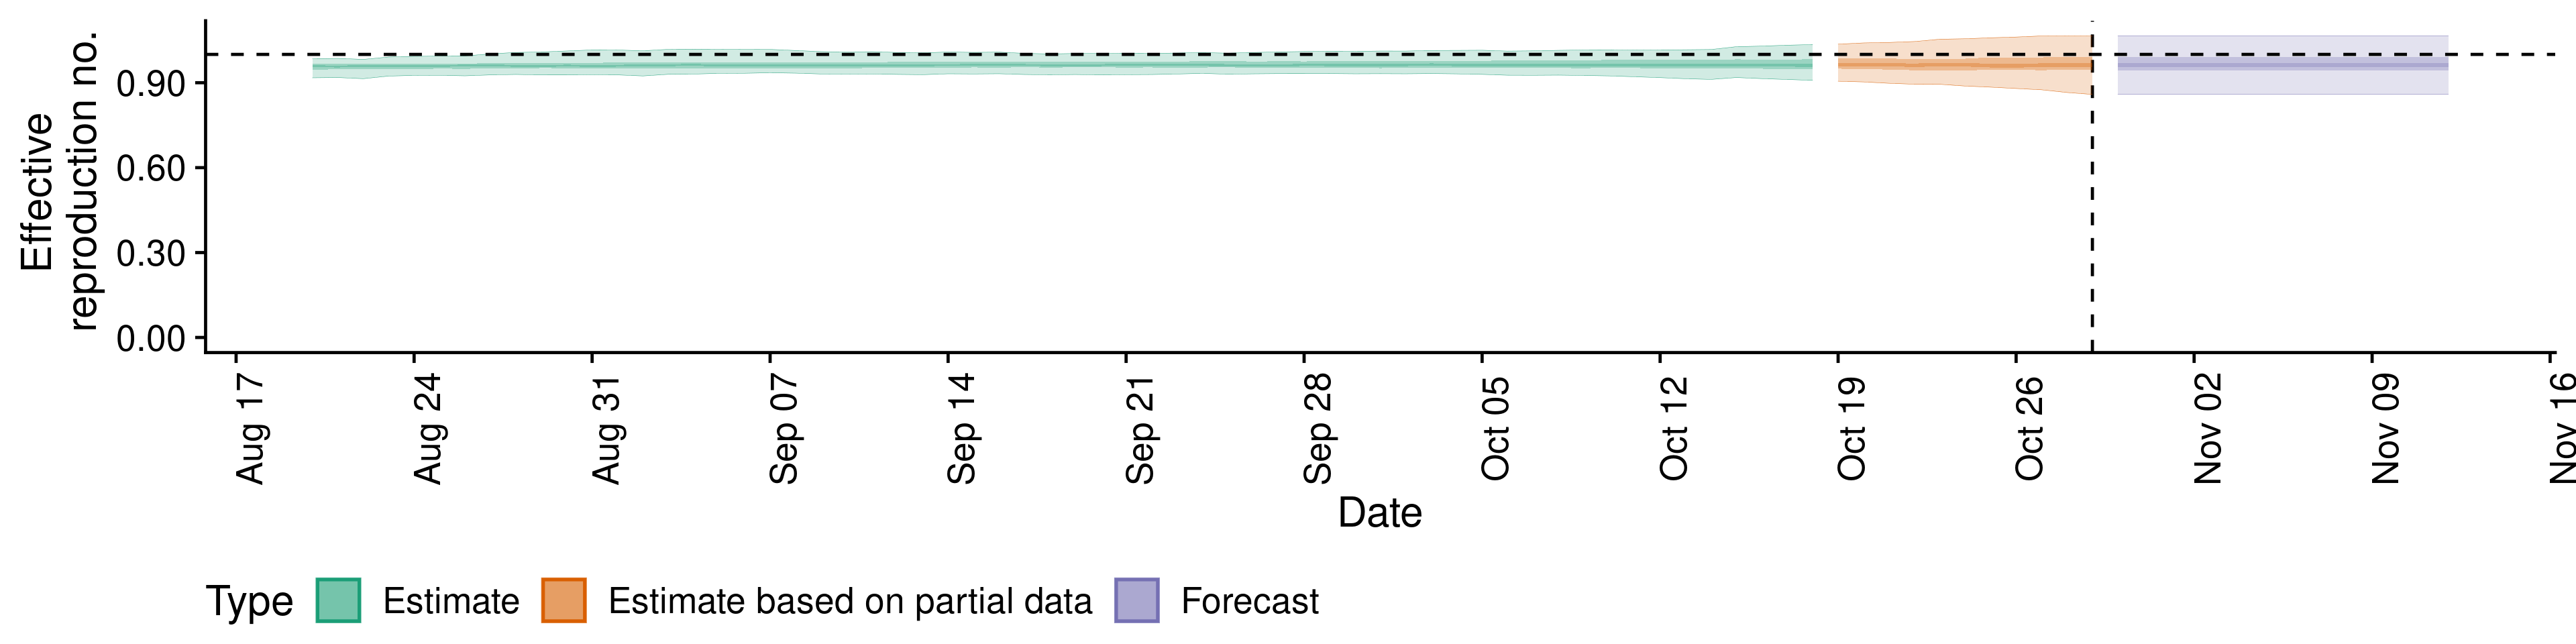 Effective
reproduction no.
0.90
0.60
0.30
0.00
Aug 17
Aug 24
Aug 31
Sep 07
Sep 14
Sep 21
Sep 28
Oct 05
Oct 12
Oct 19
Oct 26
Nov 02
Nov 09
Nov 16
Date
Type Estimate Estimate based on partial data Forecast